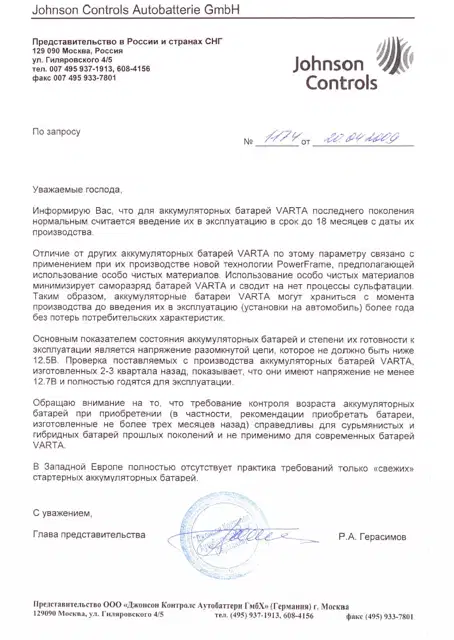 Johnson Controls Autobatterie GmbH
Представительство в России и странах СНГ
129 090 Москва, Россия
ул. Гиляровского 4/5
тел. 007 495 937-1913, 608-4156
факс 007 495 933-7801
Johnson
Controls
По запросу
№ 1174 от 20 04 2009
Уважаемые господа,
Информирую Вас, что для аккумуляторных батарей VARTA последнего поколения
нормальным считается введение их в эксплуатацию в срок до 18 месяцев с даты их
производства.
Отличие от других аккумуляторных батарей VARTA по этому параметру связано с
применением при их производстве новой технологии PowerFrame, предполагающей
использование особо чистых материалов. Использование особо чистых материалов
минимизирует саморазряд батарей VARTA и сводит на нет процессы сульфатации.
Таким образом, аккумуляторные батареи VARTA могут храниться с момента
производства до введения их в эксплуатацию (установки на автомобиль) более года
без потерь потребительских характеристик.
Основным показателем состояния аккумуляторных батарей и степени их готовности к
эксплуатации является напряжение разомкнутой цепи, которое не должно быть ниже
12.5В. Проверка поставляемых с производства аккумуляторных батарей VARTA,
изготовленных 2-3 квартала назад, показывает, что они имеют напряжение не менее
12.7В и полностью годятся для эксплуатации.
Обращаю внимание на то, что требование контроля возраста аккумуляторных
батарей при приобретении (в частности, рекомендации приобретать батареи,
изготовленные не более трех месяцев назад) справедливы для сурьмянистых и
гибридных батарей прошлых поколений и не применимо для современных батарей
VARTA.
В Западной Европе полностью отсутствует практика требований только «свежих»
стартерных аккумуляторных батарей.
С уважением,
Глава представительства Р.А. Герасимов
Представительство ООО «Джонсон Контролс Аутобаттери ГмбХ» (Германия) г. Москва
129090 Москва, ул. Гиляровского 4/5 тел. (495) 937-1913, 608-4156 факс (495) 933-7801